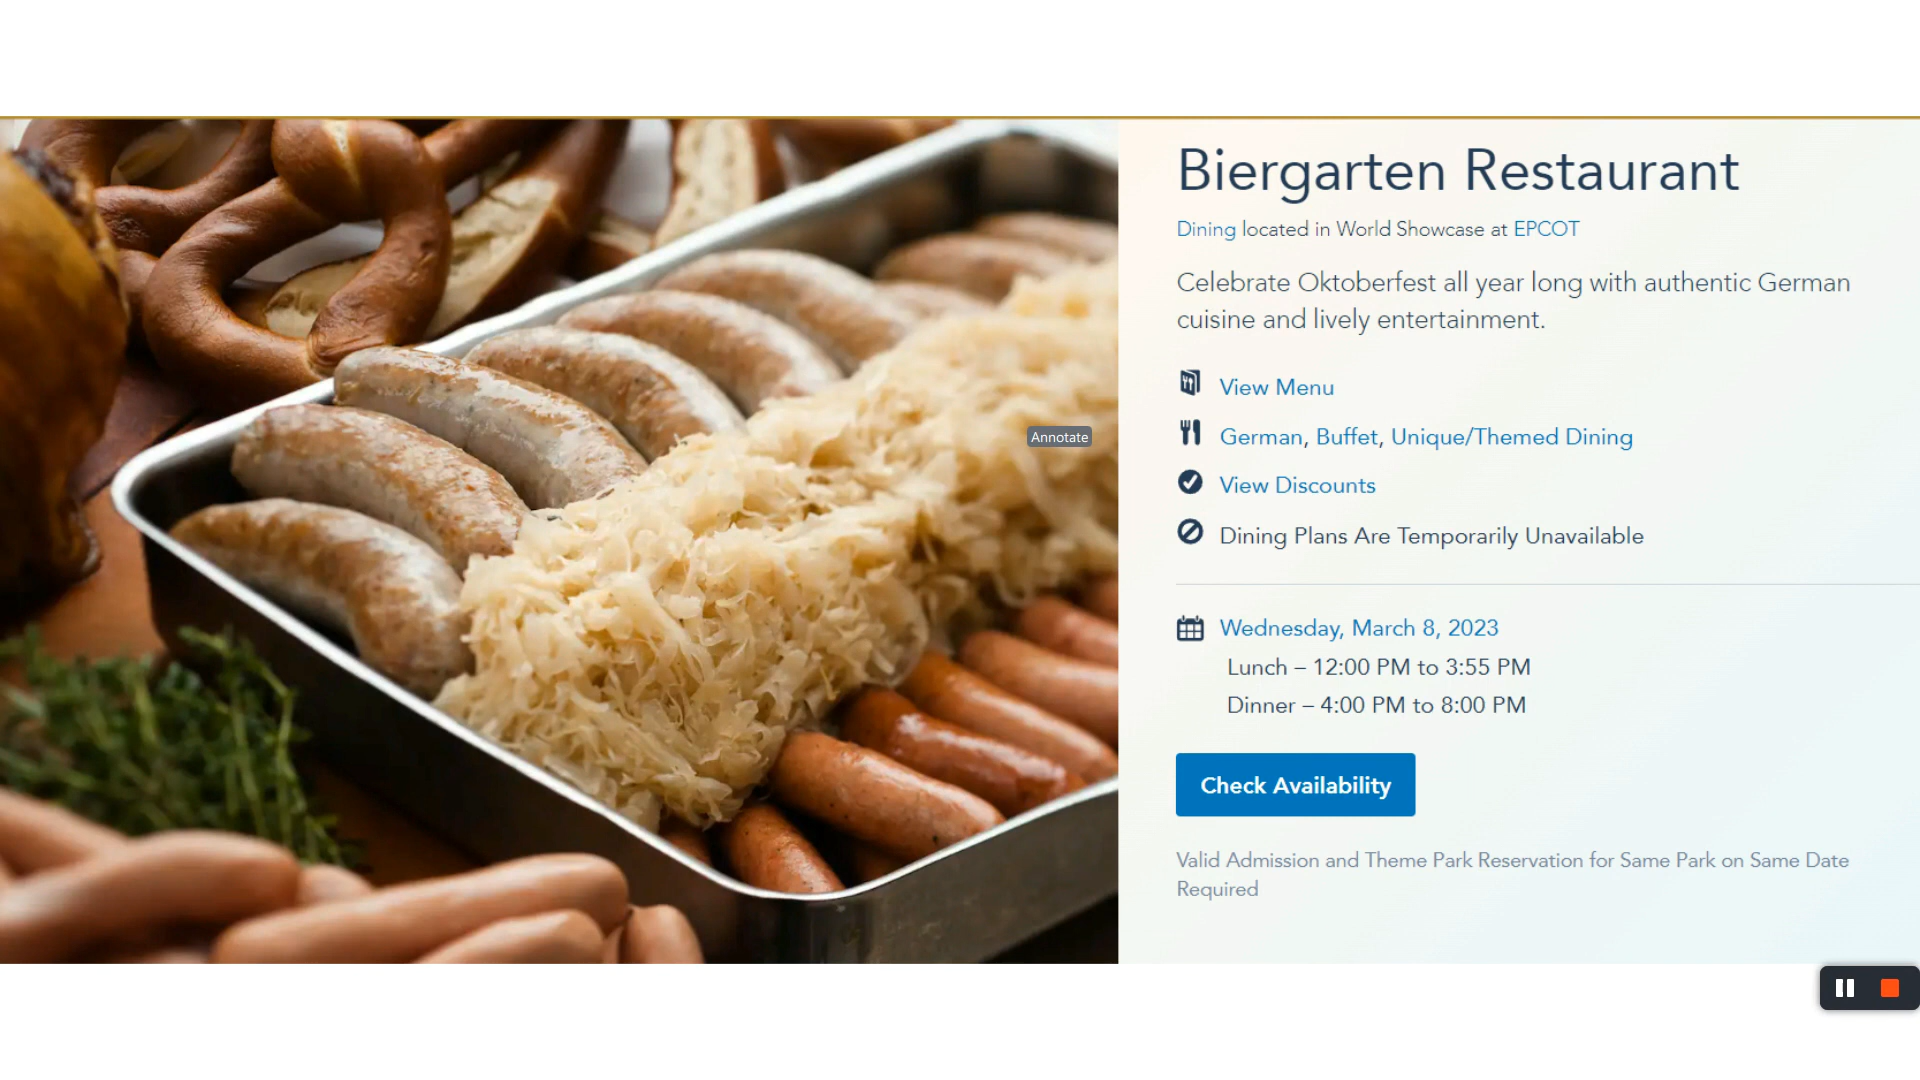 Biergarten Restaurant
Dining located in World Showcase at EPCOT
Celebrate Oktoberfest all year long with authentic German
cuisine and lively entertainment.
View Menu
Annotate
German, Buffet, Unique/Themed Dining
View Discounts
Dining Plans Are Temporarily Unavailable
Wednesday, March 8, 2023
Lunch – 12:00 PM to 3:55 PM
Dinner – 4:00 PM to 8:00 PM
Check Availability
Valid Admission and Theme Park Reservation for Same Park on Same Date
Required